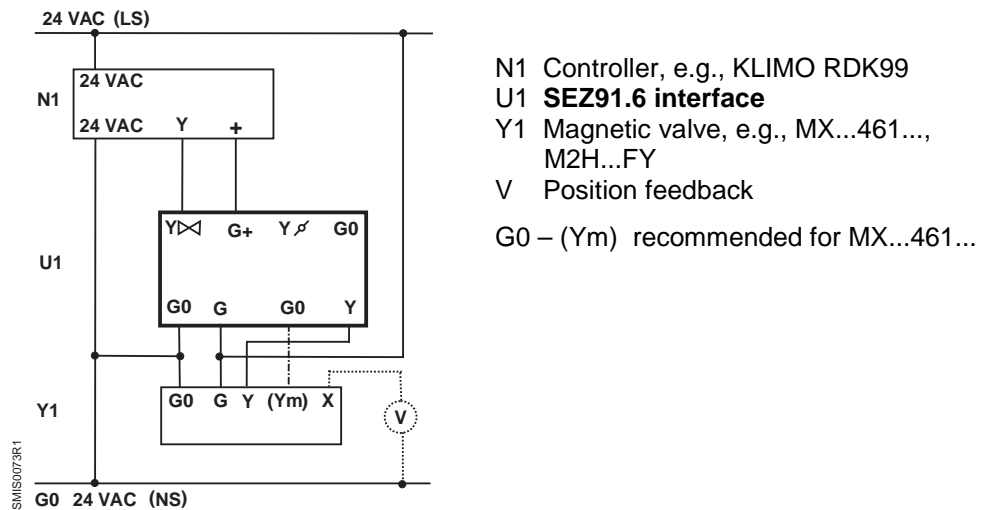 24 VAC (LS)
24 VAC
N1
24 VAC Y +
Y G+ Y G0
U1
G0 G G0 Y
G0 G Y (Ym) X
Y1
V
SMIS0073R1
G0 24 VAC (NS)
N1 Controller, e.g., KLIMO RDK99
U1 SEZ91.6 interface
Y1 Magnetic valve, e.g., MX...461...,
M2H...FY
V Position feedback
G0 – (Ym) recommended for MX...461...